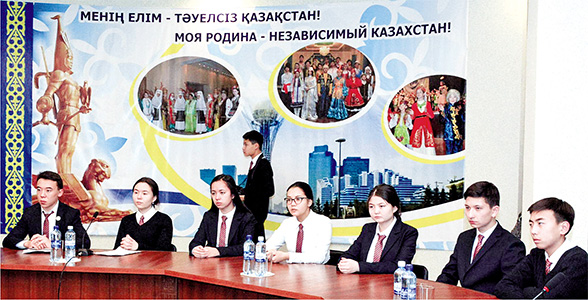 МЕНІҢ ЕЛІМ - ТӘУЕЛСІЗ ҚАЗАҚСТАН!
МОЯ РОДИНА - НЕЗАВИСИМЫЙ КАЗАХСТАН!